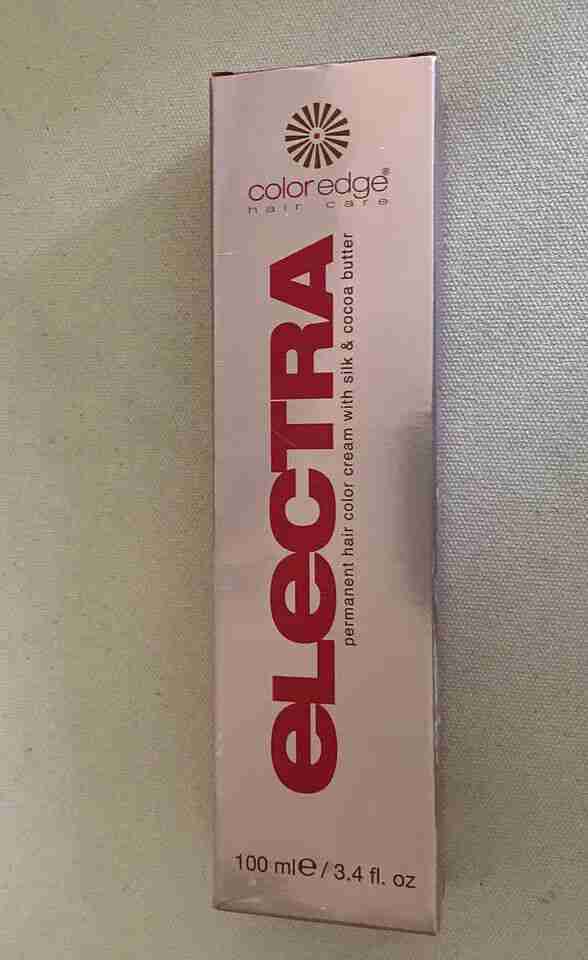 coloredge®
hair care
eLeCTRA
permanent hair color cream with silk & cocoa butter
100 ml℮ / 3.4 fl. oz